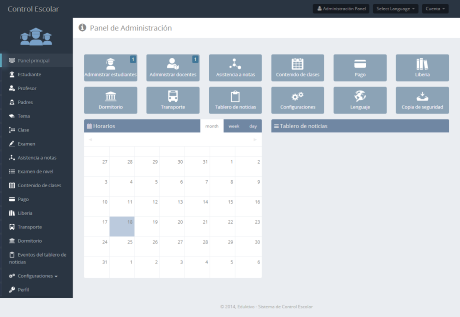 Control Escolar
Administración Panel
Select Language
Cuenta
Panel principal
Estudiante
Profesor
Padres
Tema
Clase
Examen
Asistencia a notas
Examen de nivel
Contenido de clases
Pago
Librería
Transporte
Dormitorio
Eventos del tablero de
noticias
Configuraciones
Perfil
Panel de Administración
1
Administrar estudiantes
1
Administrar docentes
Asistencia a notas
Contenido de clases
Pago
Librería
Dormitorio
Transporte
Tablero de noticias
Configuraciones
Language
Copia de seguridad
Horarios
month week day
27 28 29 30 31 1 2
3 4 5 6 7 8 9
10 11 12 13 14 15 16
17 18 19 20 21 22 23
24 25 26 27 28 29 30
31 1 2 3 4 5 6
Tablero de noticias
Sistema de Control Escolar